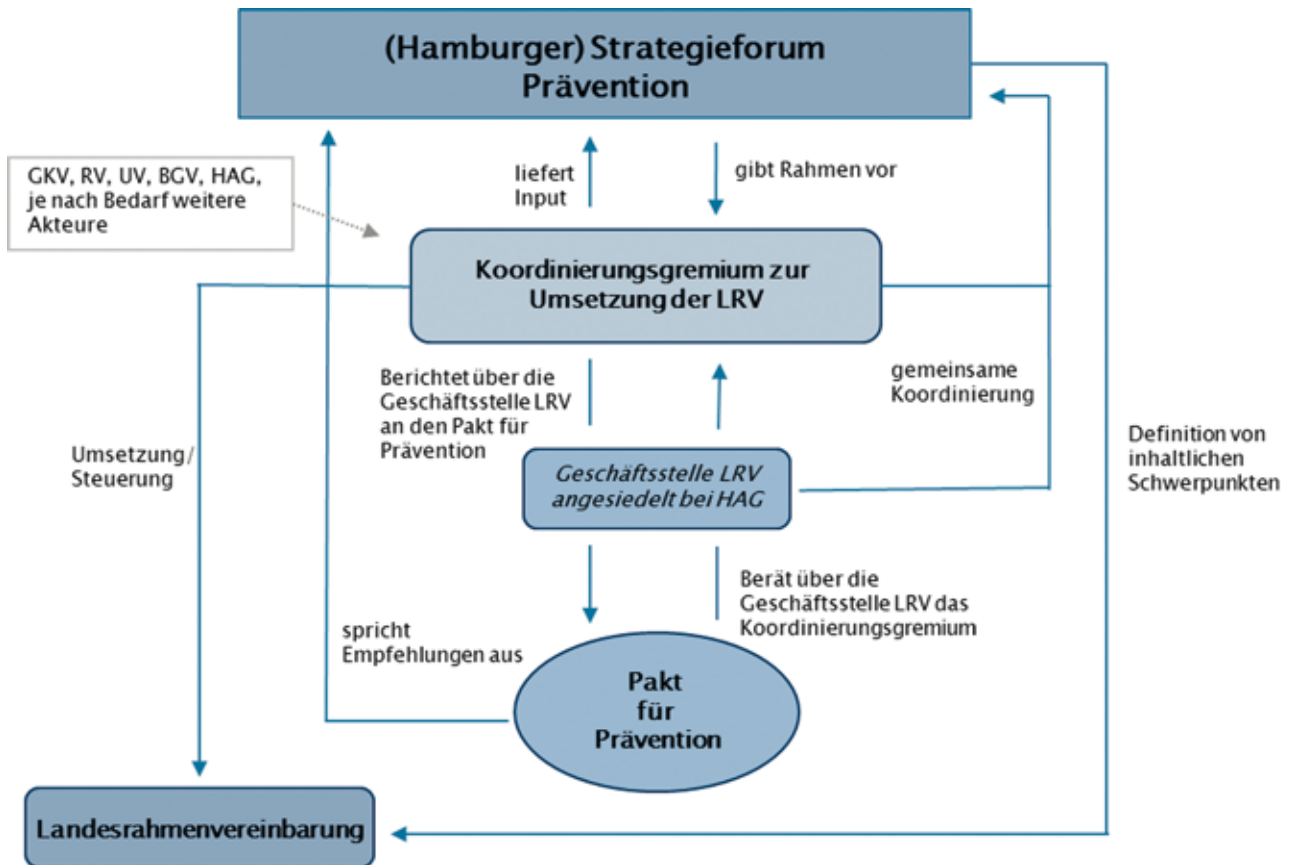 (Hamburger) Strategieforum
Prävention
GKV, RV, UV, BGV, HAG,
je nach Bedarf weitere
Akteure
liefert
Input
gibt Rahmen vor
Koordinierungsgremium zur
Umsetzung der LRV
Berichtet über die
Geschäftsstelle LRV
an den Pakt für
Prävention
gemeinsame
Koordinierung
Umsetzung/
Steuerung
Geschäftsstelle LRV
angesiedelt bei HAG
Definition von
inhaltlichen
Schwerpunkten
Berät über die
Geschäftsstelle LRV das
Koordinierungsgremium
spricht
Empfehlungen aus
Pakt
für
Prävention
Landesrahmenvereinbarung